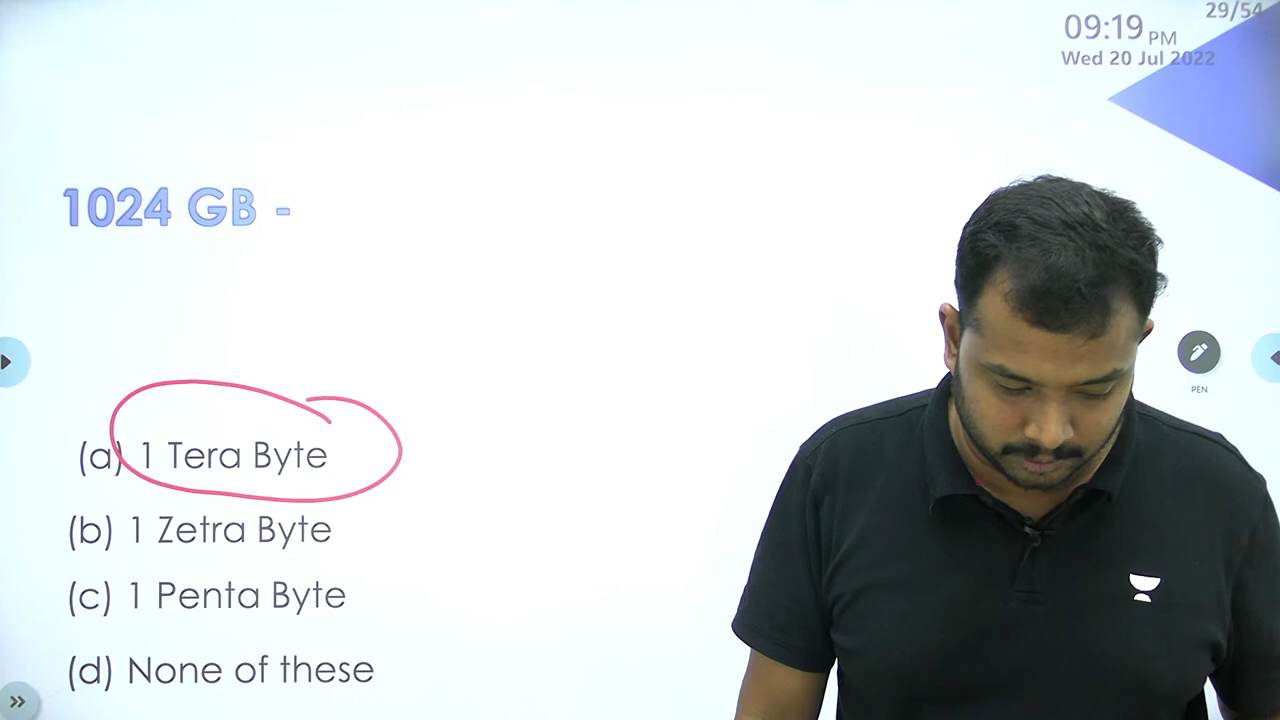 29/54
09:19 PM
Wed 20 Jul 2022
1024 GB -
PEN
(a) 1 Tera Byte
(b) 1 Zetra Byte
(c) 1 Penta Byte
(d) None of these